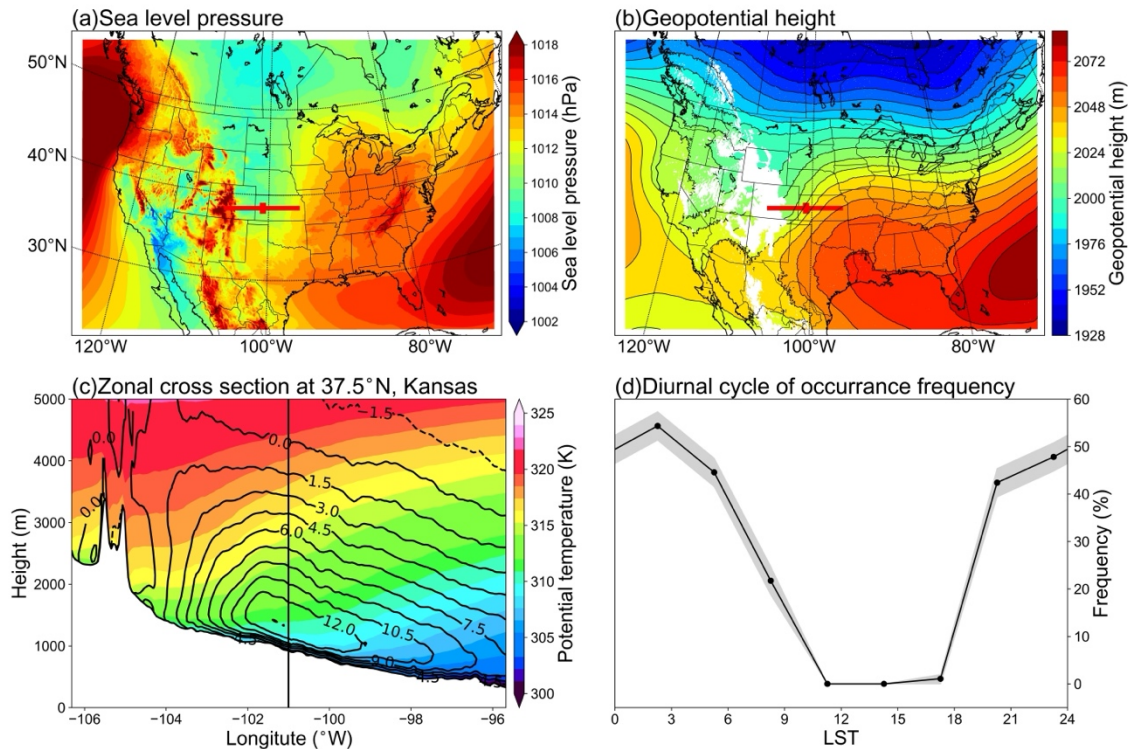 (a)Sea level pressure
(b)Geopotential height
50°N
40°N
30°N
120°W
100°W
80°W
1018
1016
1014
1012
1010
1008
1006
1004
1002
Sea level pressure (hPa)
50°N
40°N
30°N
120°W
100°W
80°W
2072
2048
2024
2000
1976
1952
1928
Geopotential height (m)
(c)Zonal cross section at 37.5°N, Kansas
(d)Diurnal cycle of occurrance frequency
5000
4000
3000
2000
1000
0
Height (m)
0.0
0.0
−1.5
0.0
1.5
3.0
4.5
6.0
7.5
10.5
12.0
9.0
4.5
−106
−104
−102
−100
−98
−96
Longitute (°W)
325
320
315
310
305
300
Potential temperature (K)
60
50
40
30
20
10
0
Frequency (%)
0
3
6
9
12
15
18
21
24
LST